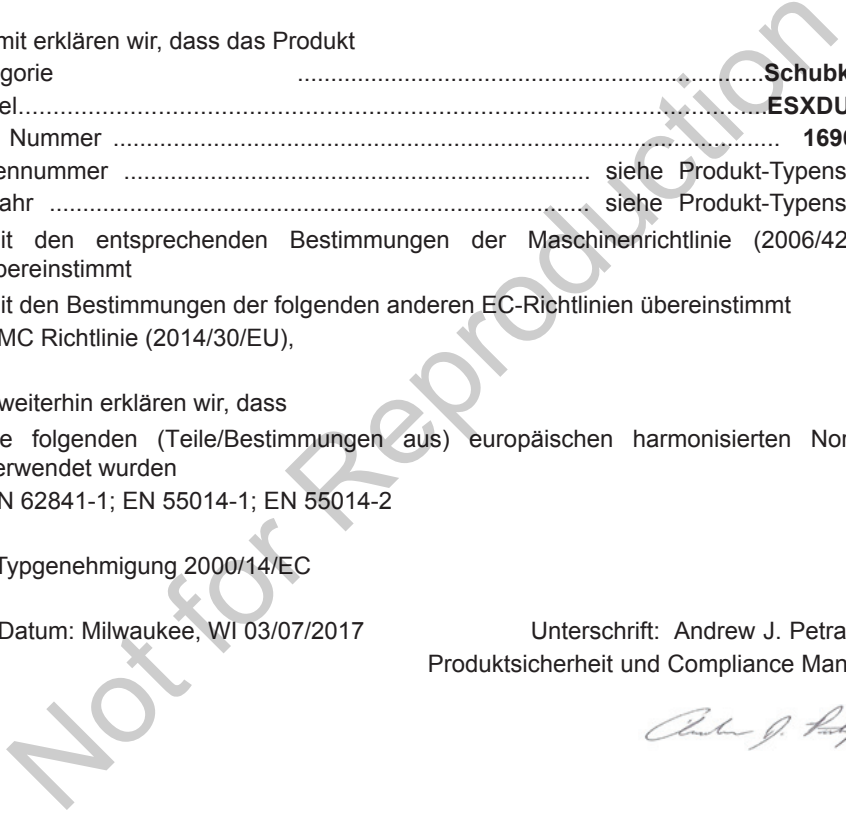 mit erklären wir, dass das Produkt
gorie ......................................................................Schubk
el.................................................................................................................ESXDU
Nummer .................................................................................................... 1696
ennummer ...................................................................... siehe Produkt-Typens
ahr .................................................................................. siehe Produkt-Typens
it den entsprechenden Bestimmungen der Maschinenrichtlinie (2006/42
bereinstimmt
it den Bestimmungen der folgenden anderen EC-Richtlinien übereinstimmt
MC Richtlinie (2014/30/EU),
weiterhin erklären wir, dass
e folgenden (Teile/Bestimmungen aus) europäischen harmonisierten Nor
erwendet wurden
N 62841-1; EN 55014-1; EN 55014-2
Typgenehmigung 2000/14/EC
Datum: Milwaukee, WI 03/07/2017 Unterschrift: Andrew J. Petra
Produktsicherheit und Compliance Man
Not for Reproduction